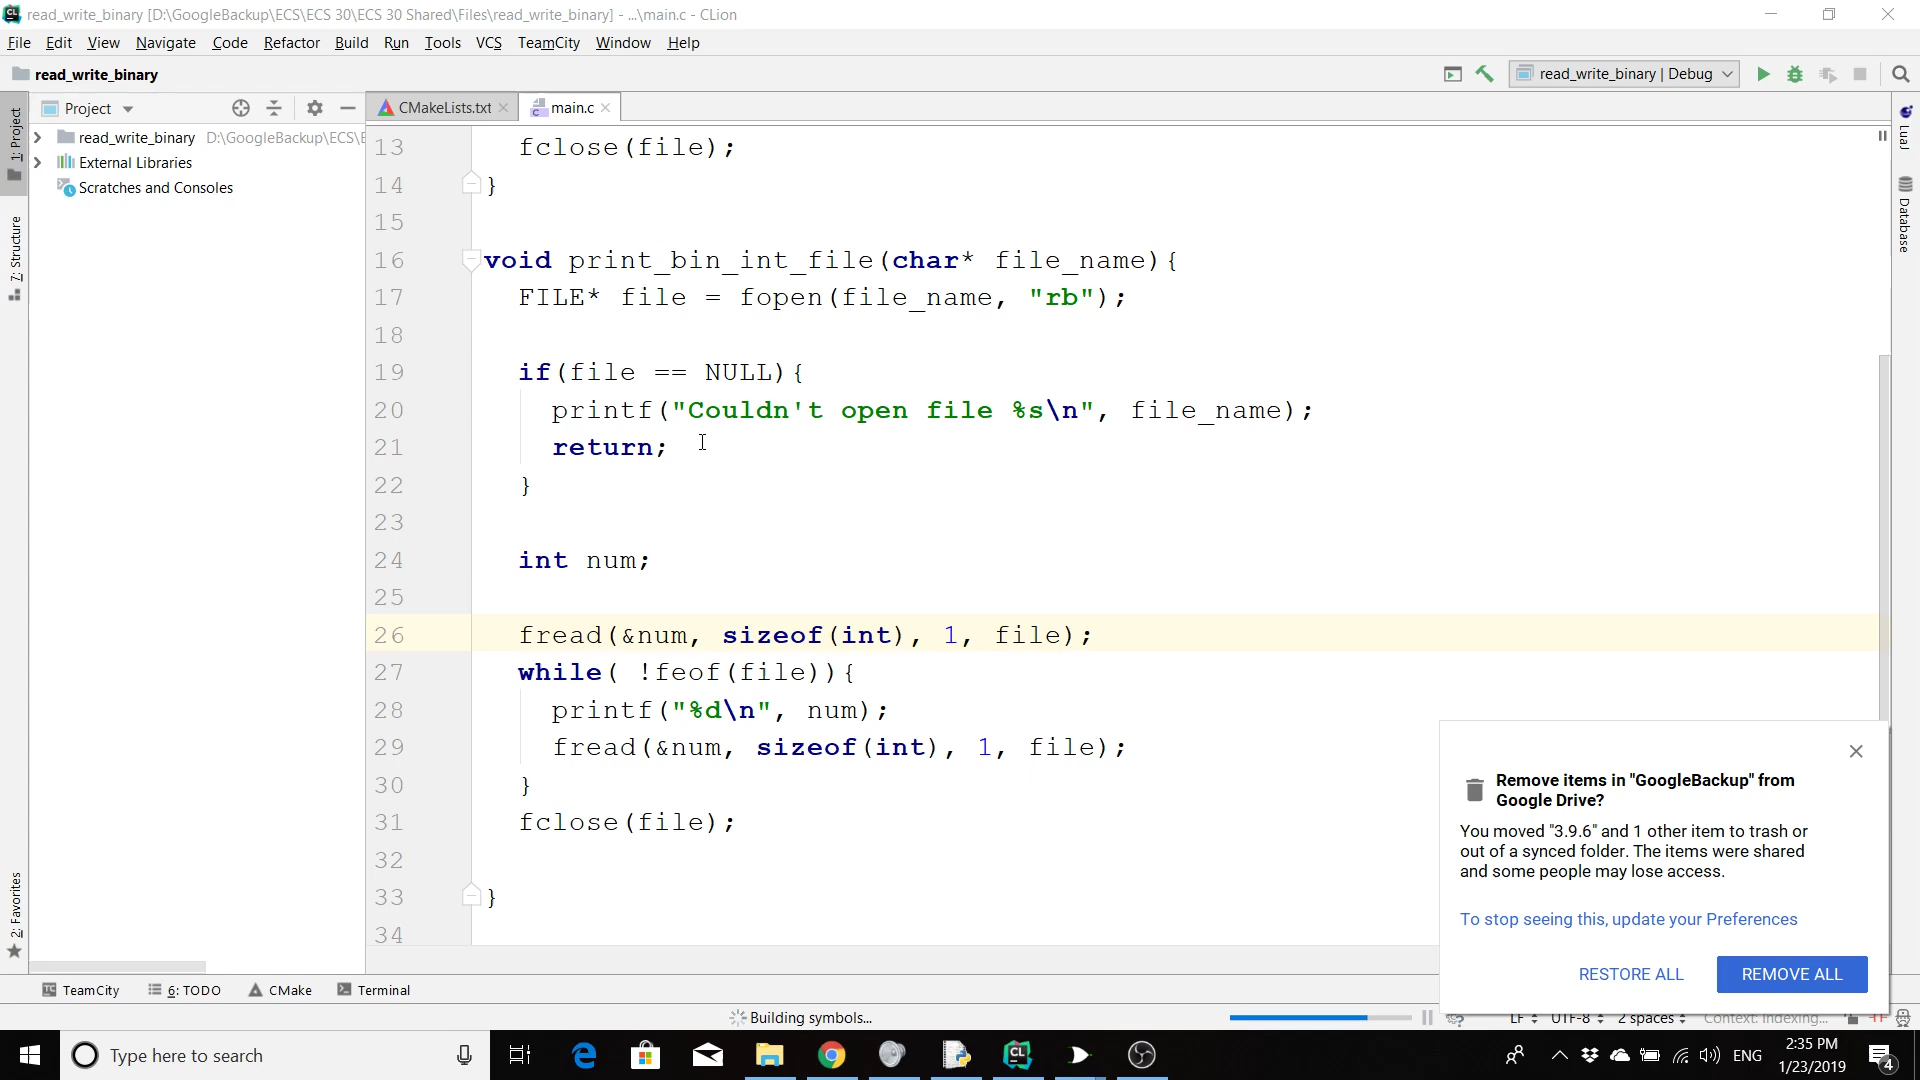 read_write_binary [D:\GoogleBackup\ECS\ECS 30\ECS 30 Shared\Files\read_write_binary] - ...\main.c - CLion
File Edit View Navigate Code Refactor Build Run Tools VCS TeamCity Window Help
read_write_binary
read_write_binary | Debug
Project
CMakeLists.txt
main.c
1: Project
7: Structure
2: Favorites
read_write_binary D:\GoogleBackup\ECS\E
External Libraries
Scratches and Consoles
LuaJ
Database
13 fclose(file);
14 }
15
16 void print_bin_int_file(char* file_name){
17 FILE* file = fopen(file_name, "rb");
18
19 if(file == NULL){
20 printf("Couldn't open file %s\n", file_name);
21 return;
22 }
23
24 int num;
25
26 fread(&num, sizeof(int), 1, file);
27 while( !feof(file)){
28 printf("%d\n", num);
29 fread(&num, sizeof(int), 1, file);
30 }
31 fclose(file);
32
33 }
34
Remove items in "GoogleBackup" from
Google Drive?
You moved "3.9.6" and 1 other item to trash or
out of a synced folder. The items were shared
and some people may lose access.
To stop seeing this, update your Preferences
RESTORE ALL REMOVE ALL
TeamCity 6: TODO CMake Terminal
Building symbols...
LF UTF-8 2 spaces Context: Indexing...
Type here to search
CL
ENG
2:35 PM
1/23/2019
4